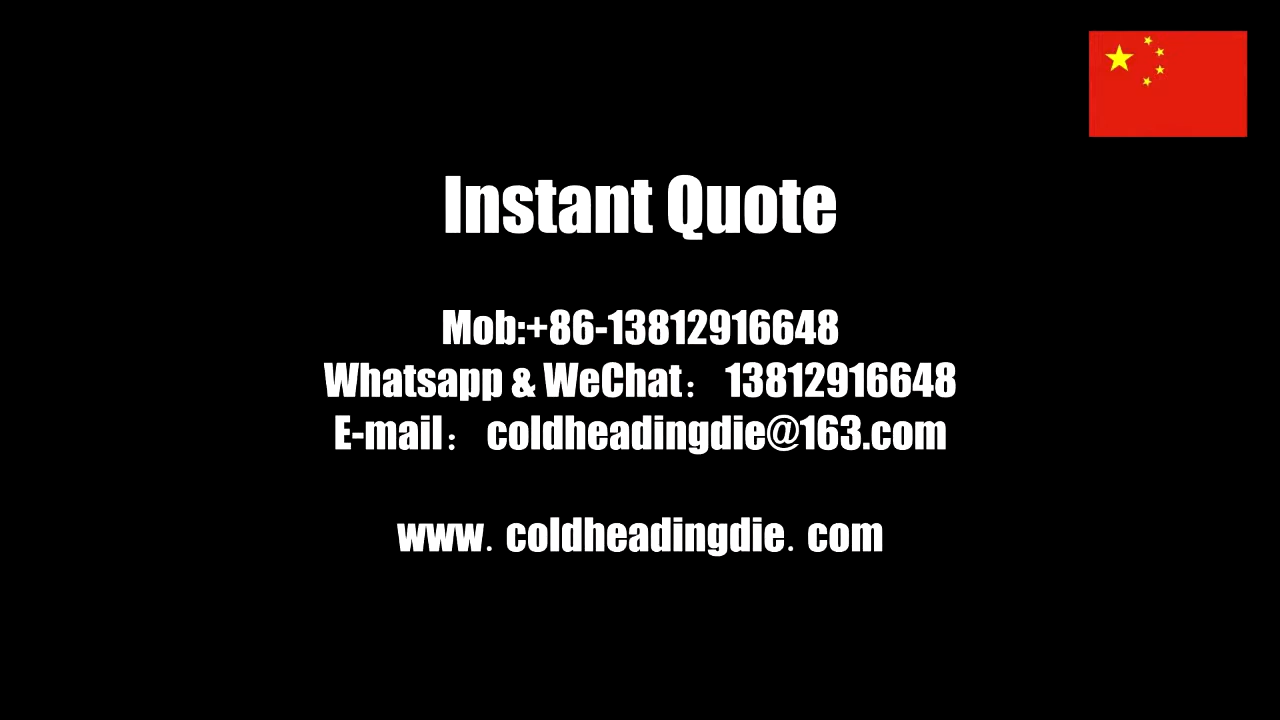 Instant Quote
Mob:+86-13812916648
Whatsapp & WeChat： 13812916648
E-mail： coldheadingdie@163.com
www. coldheadingdie. com